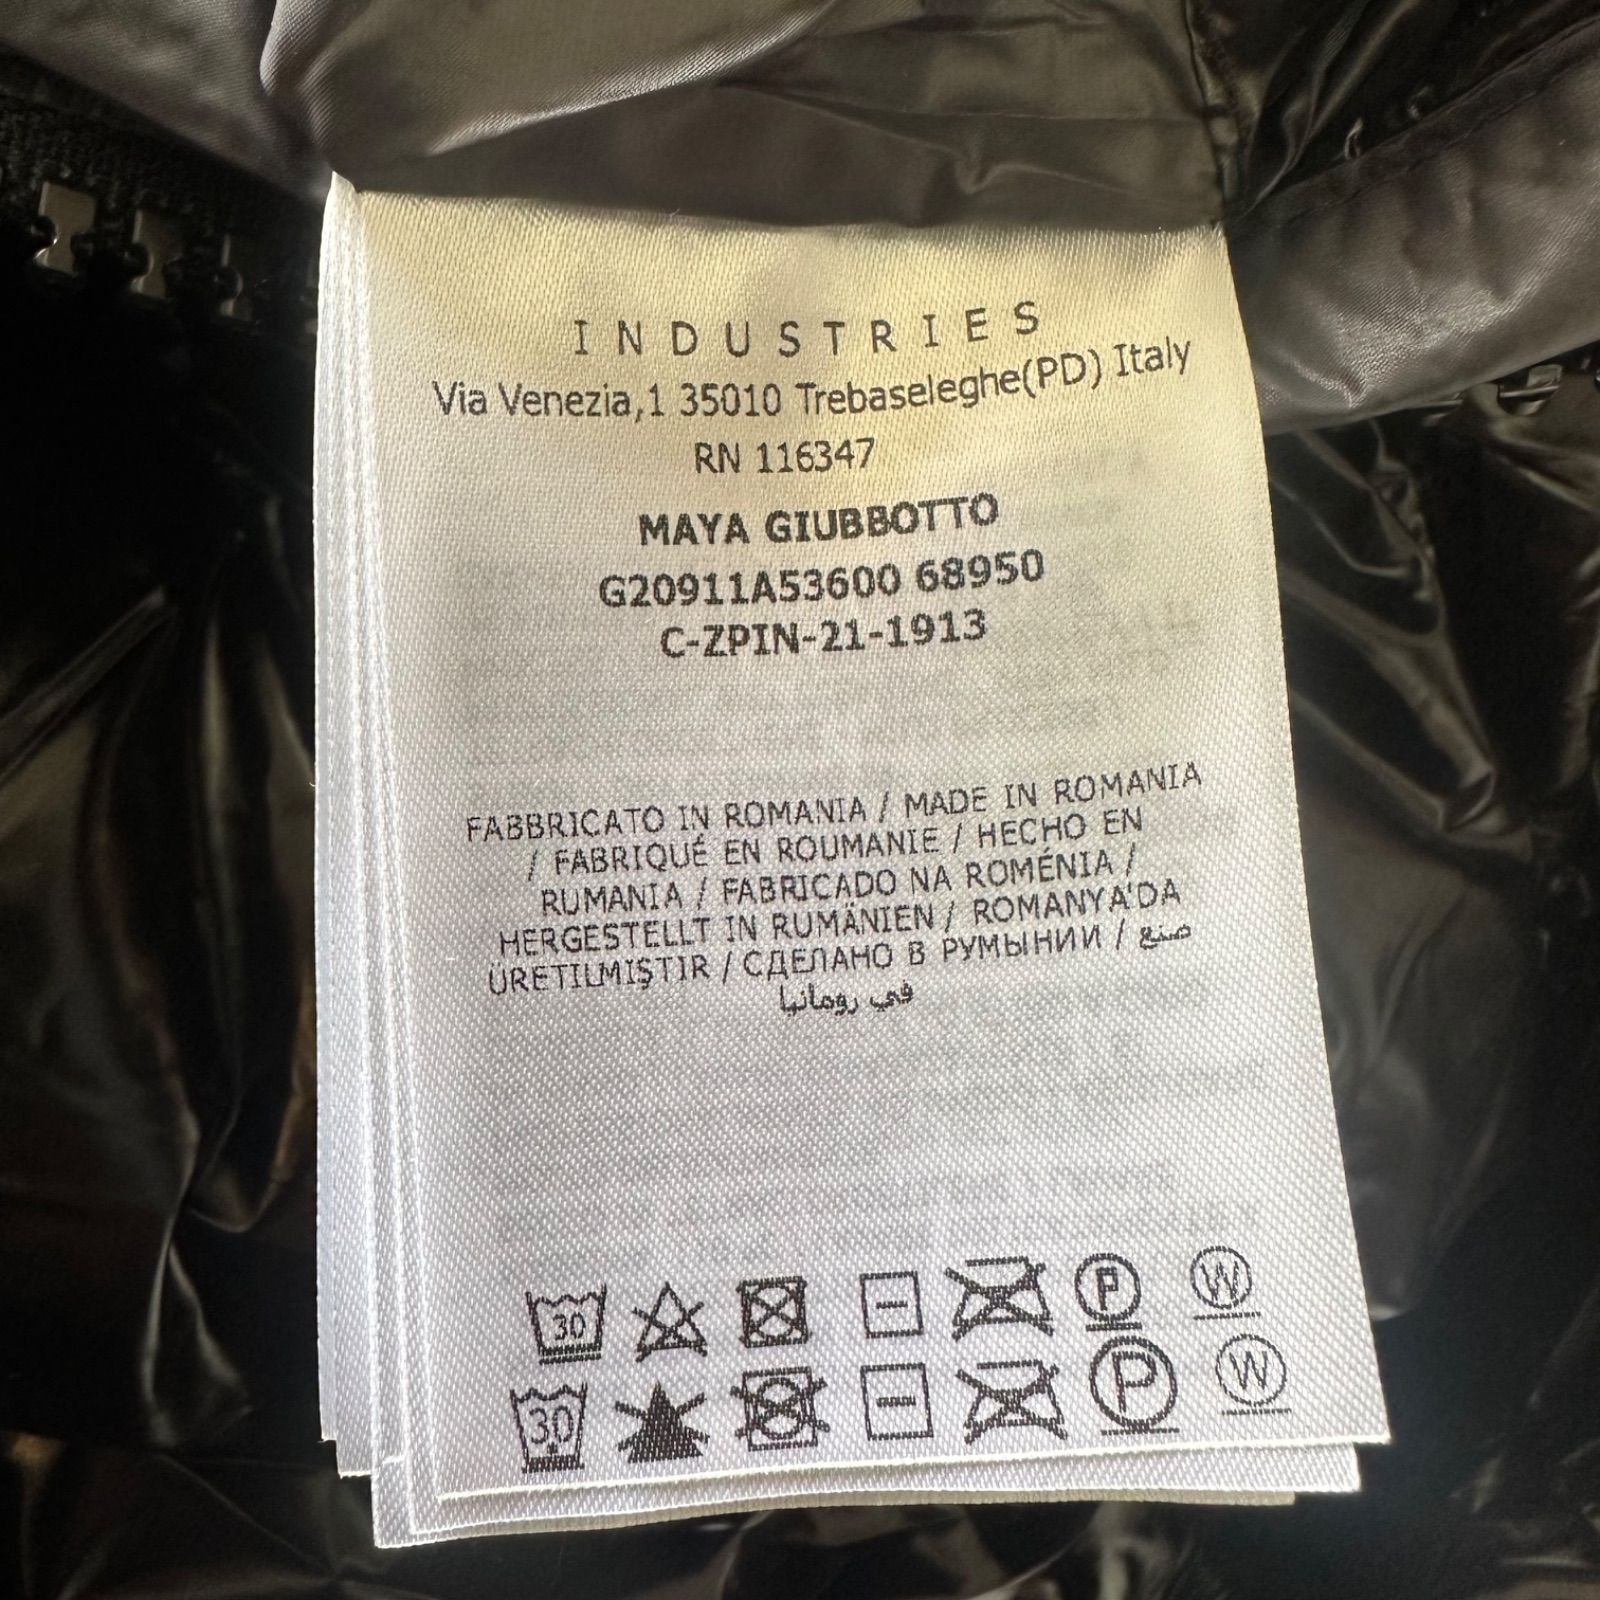 INDUSTRIES
Via Venezia,1 35010 Trebaseleghe(PD) Italy
RN 116347
MAYA GIUBBOTTO
G20911A53600 68950
C-ZPIN-21-1913
FABBRICATO IN ROMANIA / MADE IN ROMANIA
/ FABRIQUÉ EN ROUMANIE / HECHO EN
RUMANIA / FABRICADO NA ROMÉNIA /
HERGESTELLT IN RUMÄNIEN / ROMANYA'DA
ÜRETILMIŞTIR / СДЕЛАНО В РУМЫНИИ / صنع
في رومانيا
30 P W
30 P W